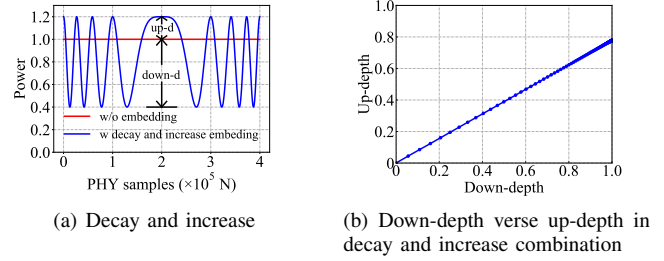 1.2
1.0
0.8
0.6
0.4
0.2
0.0
Power
up-d
down-d
w/o embedding
w decay and increase embeding
0 1 2 3 4
PHY samples (×10^5 N)
(a) Decay and increase
1.0
0.8
0.6
0.4
0.2
0
Up-depth
0 0.2 0.4 0.6 0.8 1.0
Down-depth
(b) Down-depth verse up-depth in
decay and increase combination